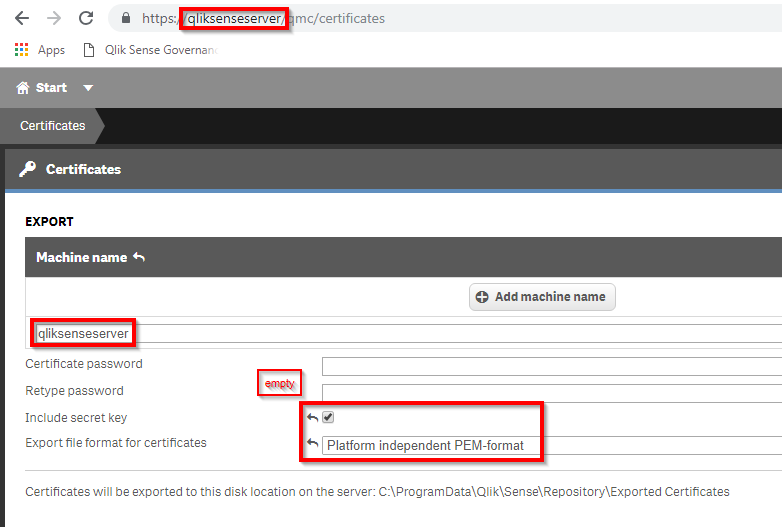 https://qliksenseserver/qmc/certificates
Apps Qlik Sense Governan
Start
Certificates
Certificates
EXPORT
Machine name
Add machine name
qliksenseserver
Certificate password
empty
Retype password
Include secret key
Export file format for certificates Platform independent PEM-format
Certificates will be exported to this disk location on the server: C:\ProgramData\Qlik\Sense\Repository\Exported Certificates